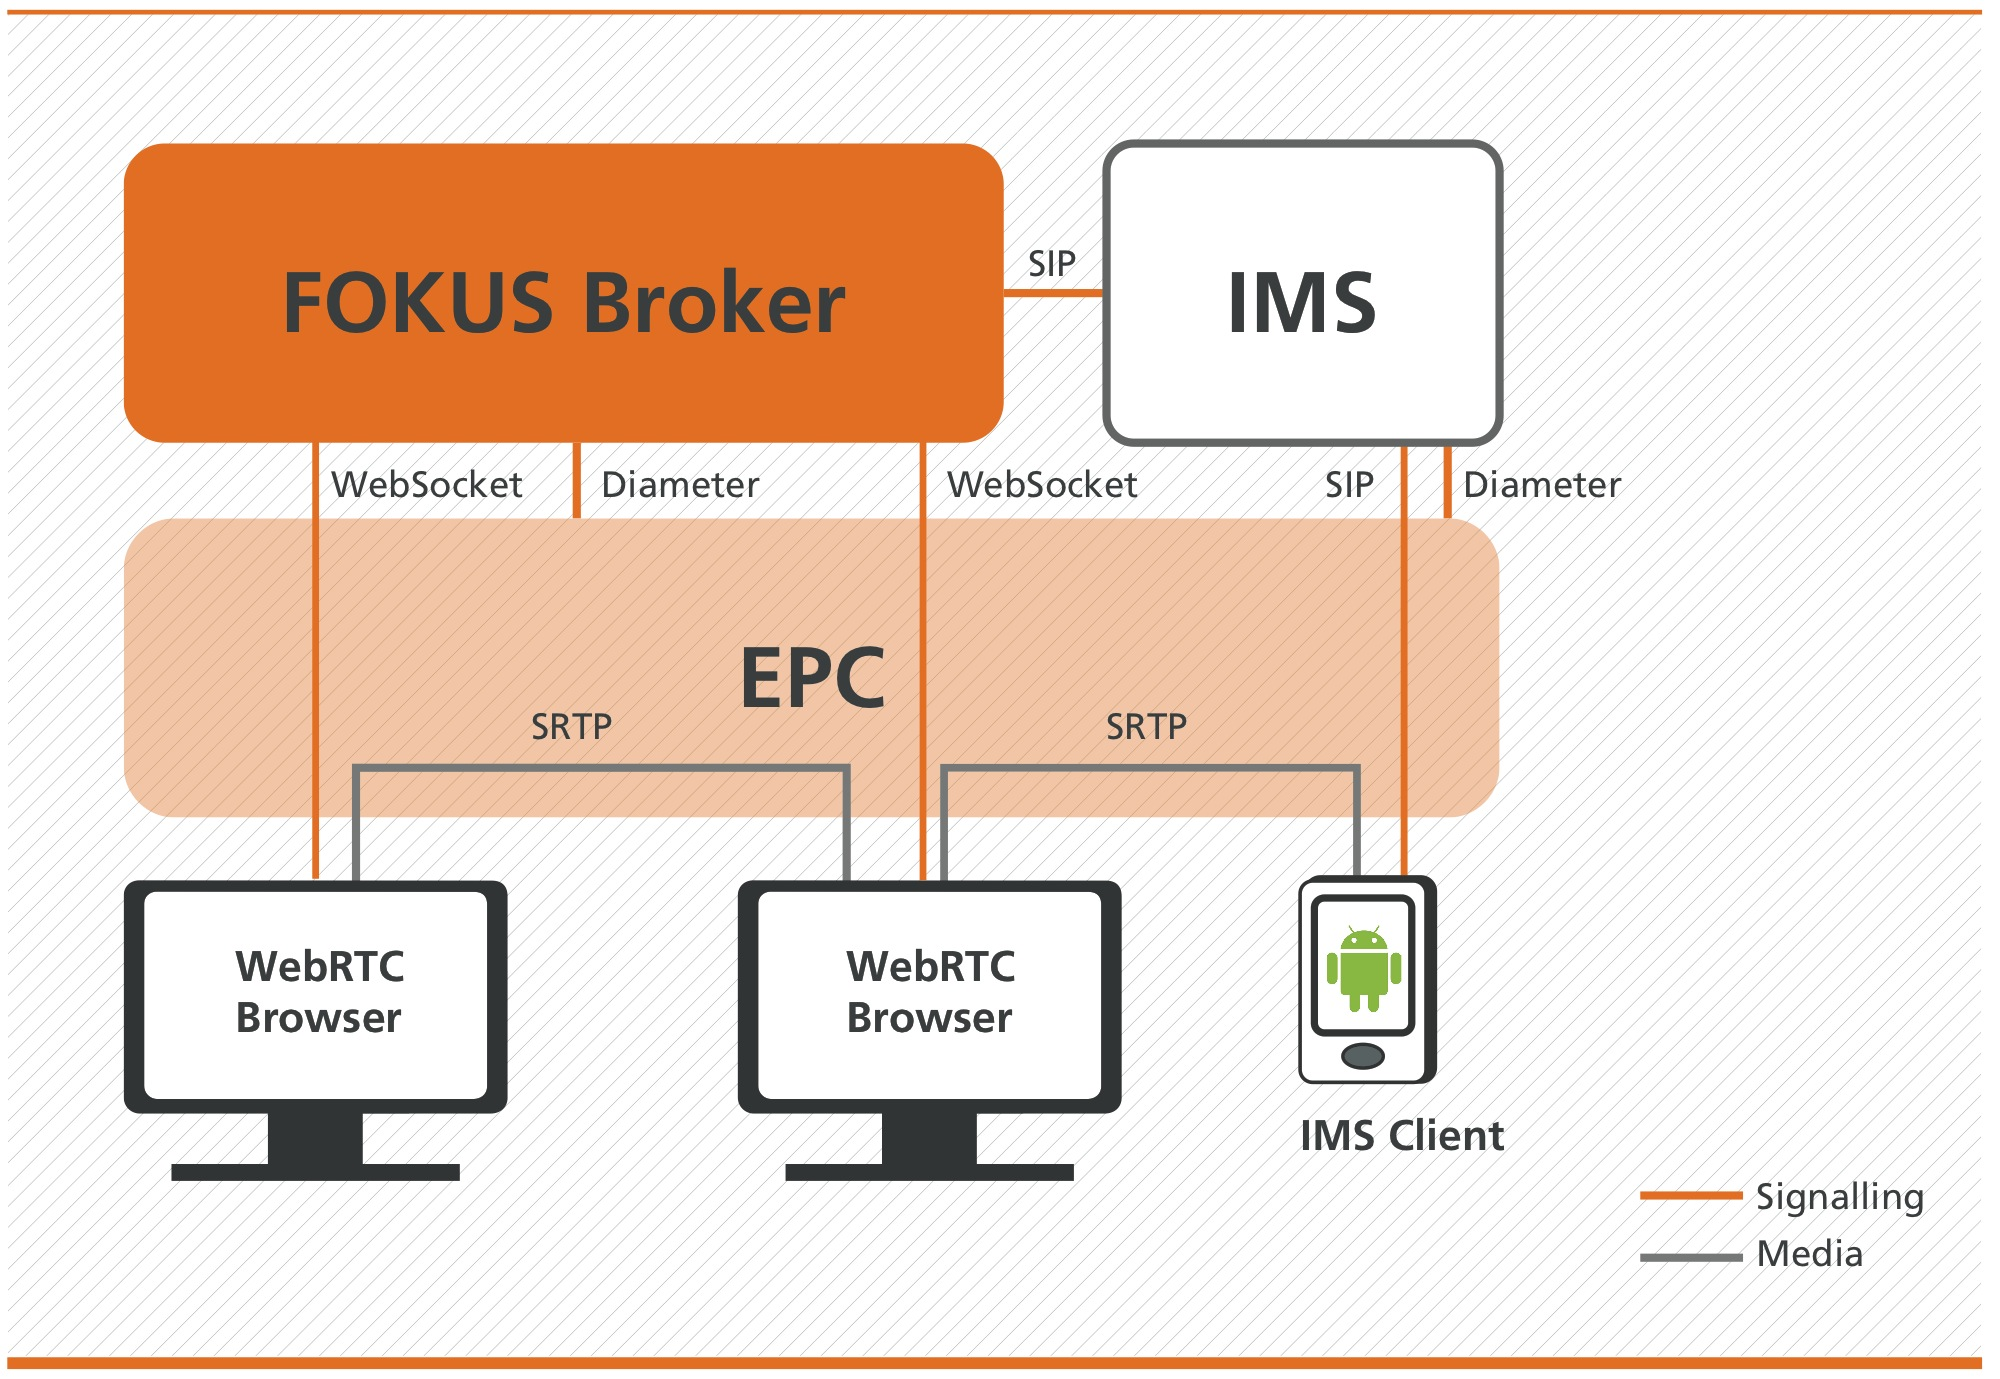 FOKUS Broker
SIP
IMS
WebSocket
Diameter
WebSocket
SIP
Diameter
EPC
SRTP
SRTP
WebRTC
Browser
WebRTC
Browser
IMS Client
Signalling
Media